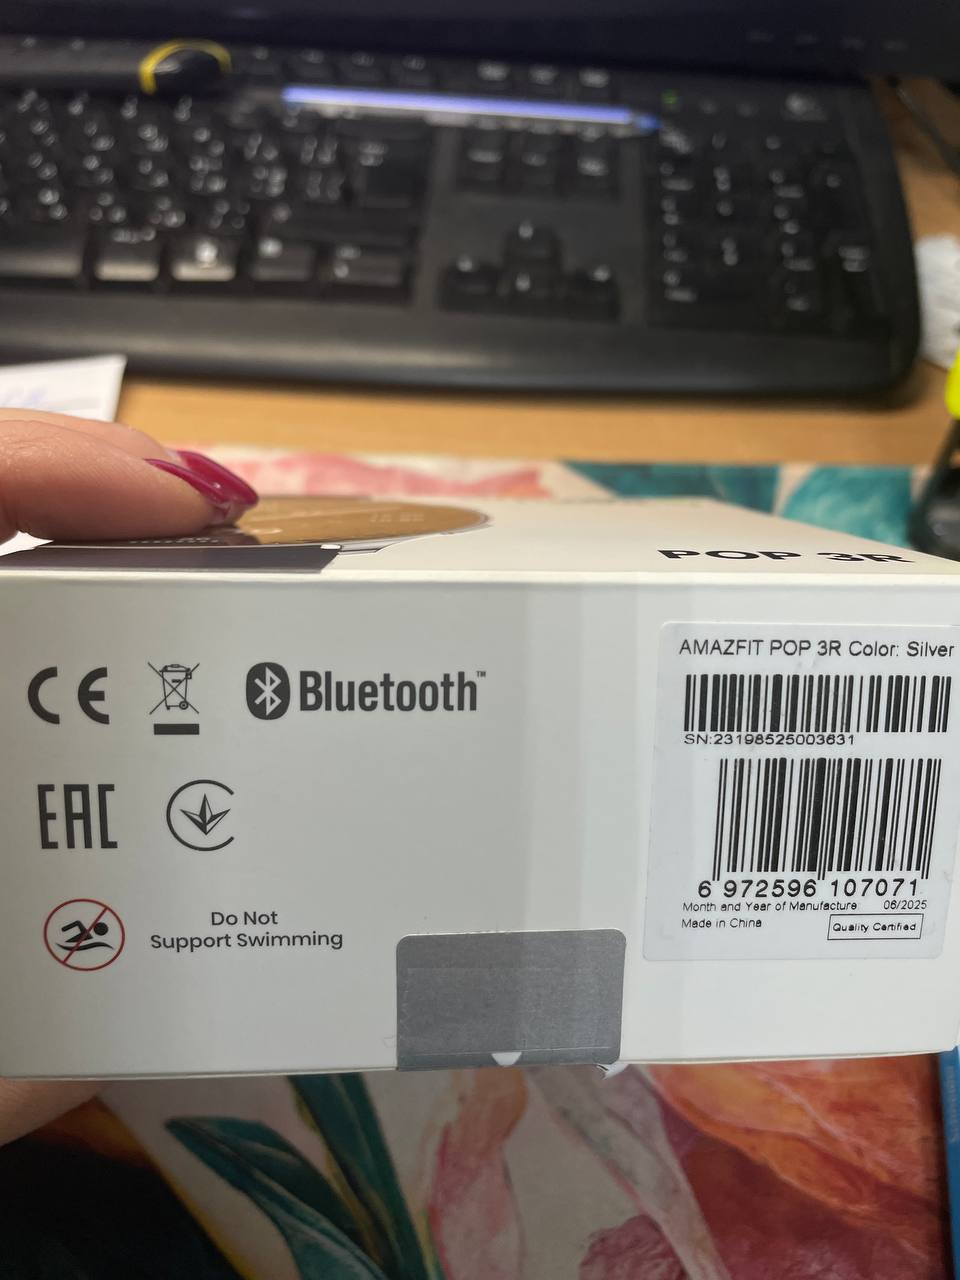 POP 3R
CE
Bluetooth™
EAC
Do Not
Support Swimming
AMAZFIT POP 3R Color: Silver
SN:23198525003631
6 972596 107071
Month and Year of Manufacture 06/2025
Made in China
Quality Certified